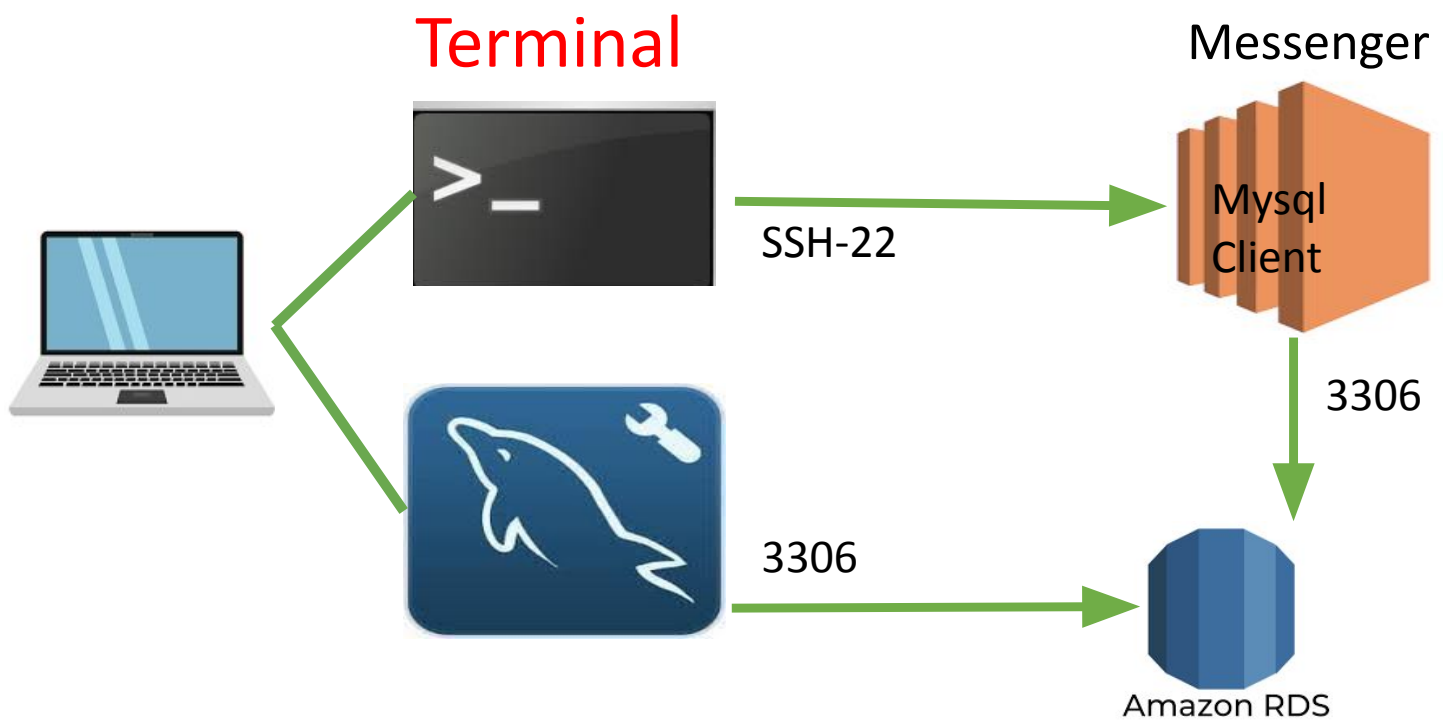 Terminal
Messenger
>_
SSH-22
Mysql
Client
3306
3306
Amazon RDS